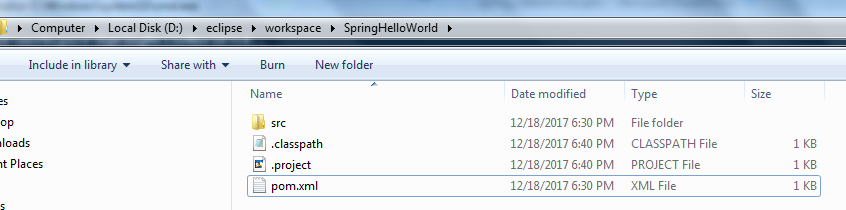 Computer Local Disk (D:) eclipse workspace SpringHelloWorld
Include in library Share with Burn New folder
Name Date modified Type Size
es
op
nloads
nt Places
src 12/18/2017 6:30 PM File folder
.classpath 12/18/2017 6:40 PM CLASSPATH File 1 KB
.project 12/18/2017 6:40 PM PROJECT File 1 KB
pom.xml 12/18/2017 6:30 PM XML File 1 KB